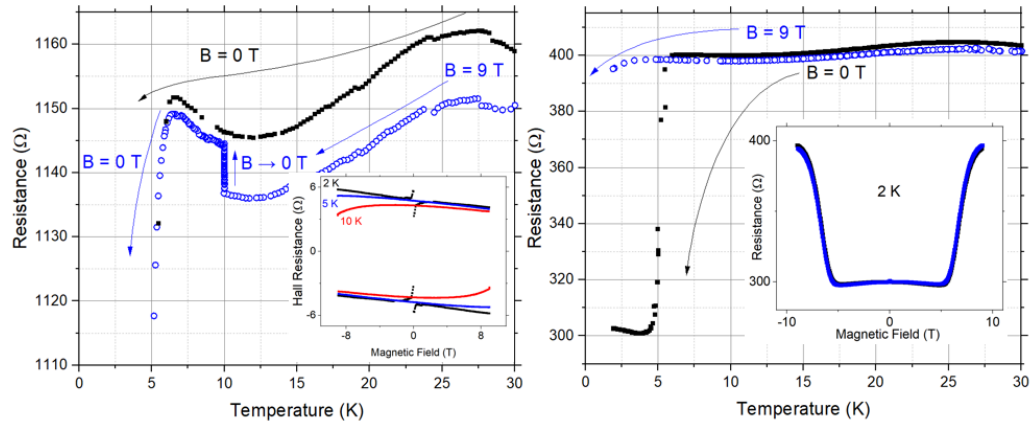 1160
1150
1140
1130
1120
1110
Resistance (Ω)
0
5
10
15
20
25
30
Temperature (K)
B = 0 T
B = 9 T
B = 0 T
B → 0 T
6
0
-6
Hall Resistance (Ω)
2 K
5 K
10 K
-8
0
8
Magnetic Field (T)
400
380
360
340
320
300
Resistance (Ω)
0
5
10
15
20
25
30
Temperature (K)
B = 9 T
B = 0 T
400
300
Resistance (Ω)
2 K
-10
0
10
Magnetic Field (T)